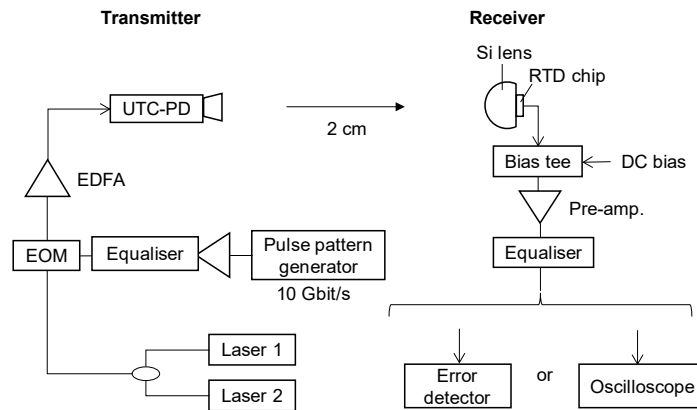 Transmitter
Receiver
Si lens
RTD chip
UTC-PD
2 cm
Bias tee
DC bias
EDFA
Pre-amp.
EOM
Equaliser
Pulse pattern
generator
10 Gbit/s
Equaliser
Laser 1
Laser 2
Error
detector
or
Oscilloscope